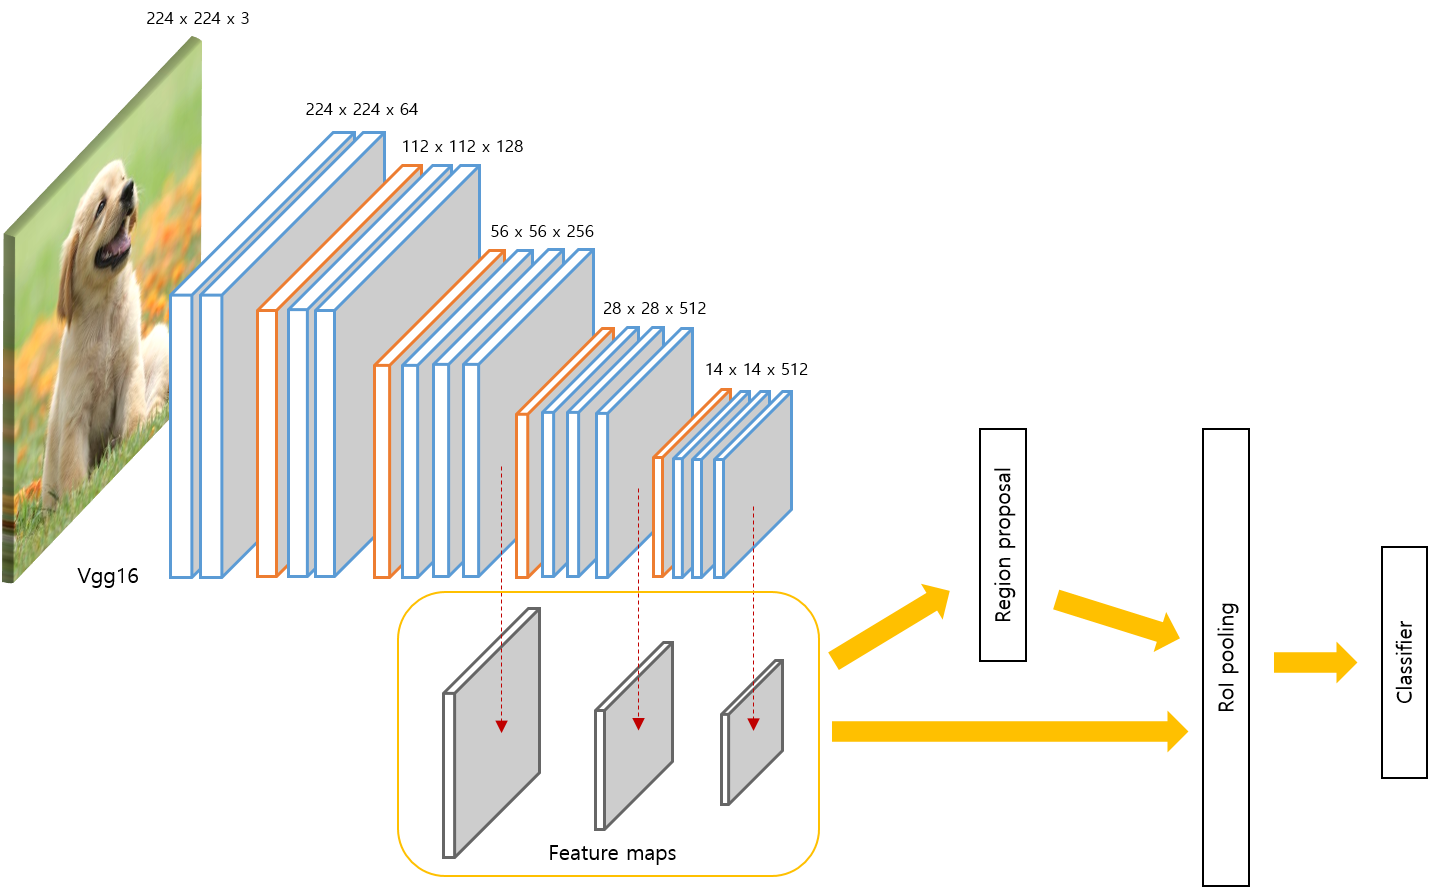 224 x 224 x 3
224 x 224 x 64
112 x 112 x 128
56 x 56 x 256
28 x 28 x 512
14 x 14 x 512
Vgg16
Region proposal
RoI pooling
Classifier
Feature maps